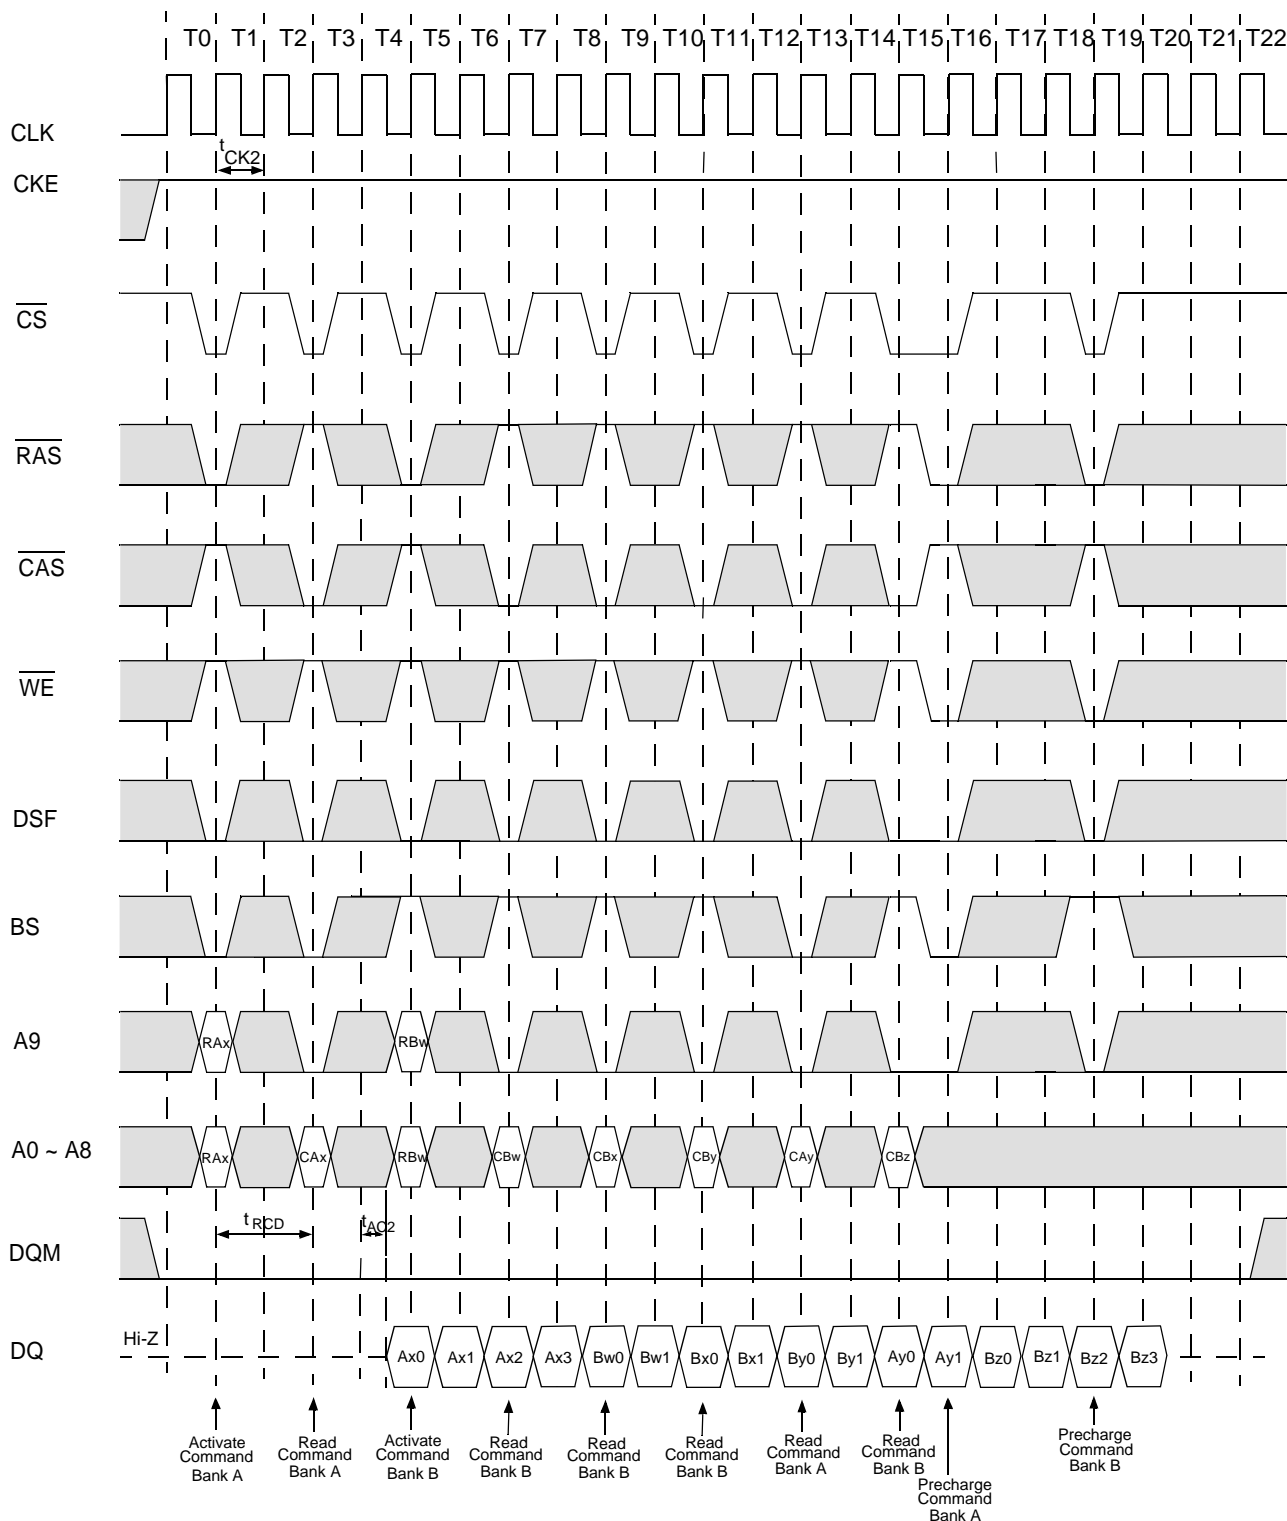 T0 T1 T2 T3 T4 T5 T6 T7 T8 T9 T10 T11 T12 T13 T14 T15 T16 T17 T18 T19 T20 T21 T22
CLK
tCK2
CKE
CS
RAS
CAS
WE
DSF
BS
A9
RAx RBw
A0 ~ A8
RAx CAx RBw CBw CBx CBy CAy CBz
tRCD tAC2
DQM
Hi-Z
DQ
Ax0 Ax1 Ax2 Ax3 Bw0 Bw1 Bx0 Bx1 By0 By1 Ay0 Ay1 Bz0 Bz1 Bz2 Bz3
Activate
Command
Bank A
Read
Command
Bank A
Activate
Command
Bank B
Read
Command
Bank B
Read
Command
Bank B
Read
Command
Bank B
Read
Command
Bank A
Read
Command
Bank B
Precharge
Command
Bank A
Precharge
Command
Bank B